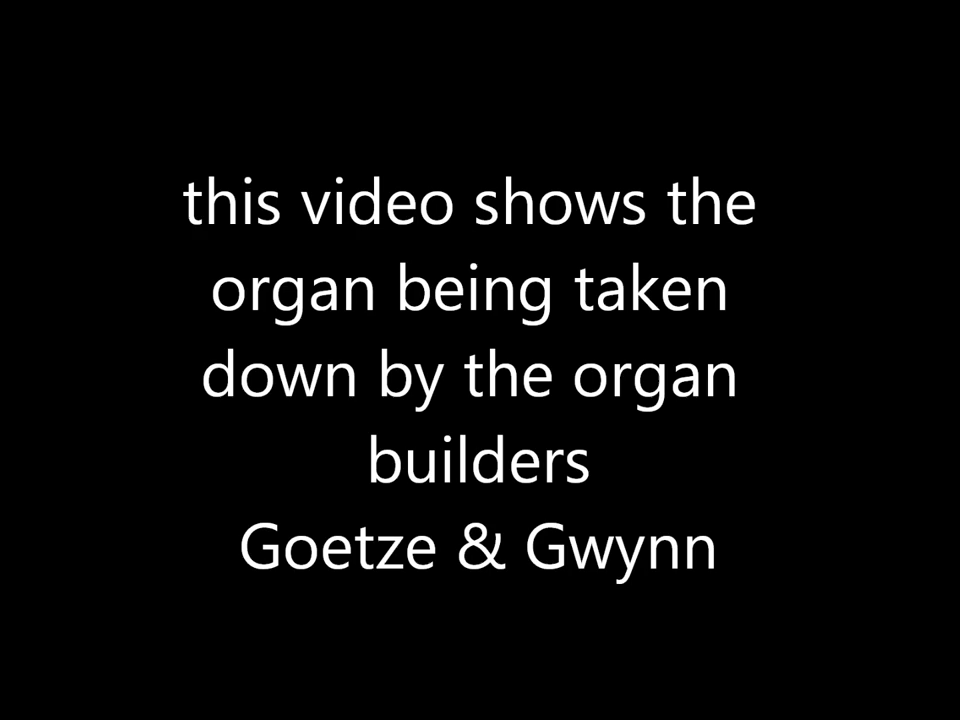 this video shows the
organ being taken
down by the organ
builders
Goetze & Gwynn